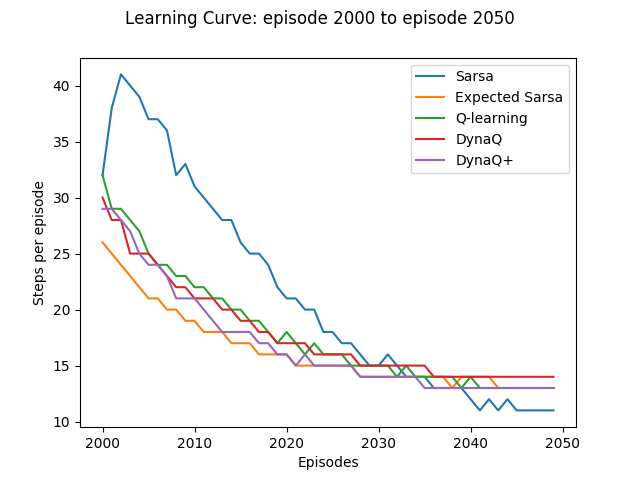 Learning Curve: episode 2000 to episode 2050
Sarsa
Expected Sarsa
Q-learning
DynaQ
DynaQ+
Steps per episode
40
35
30
25
20
15
10
2000
2010
2020
2030
2040
2050
Episodes